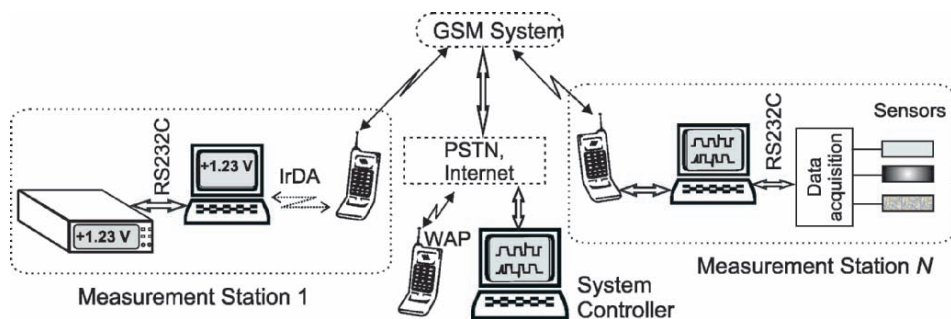 GSM System
RS232C
+1.23 V
IrDA
+1.23 V
Measurement Station 1
PSTN,
Internet
WAP
System
Controller
RS232C
Data
acquisition
Sensors
Measurement Station N